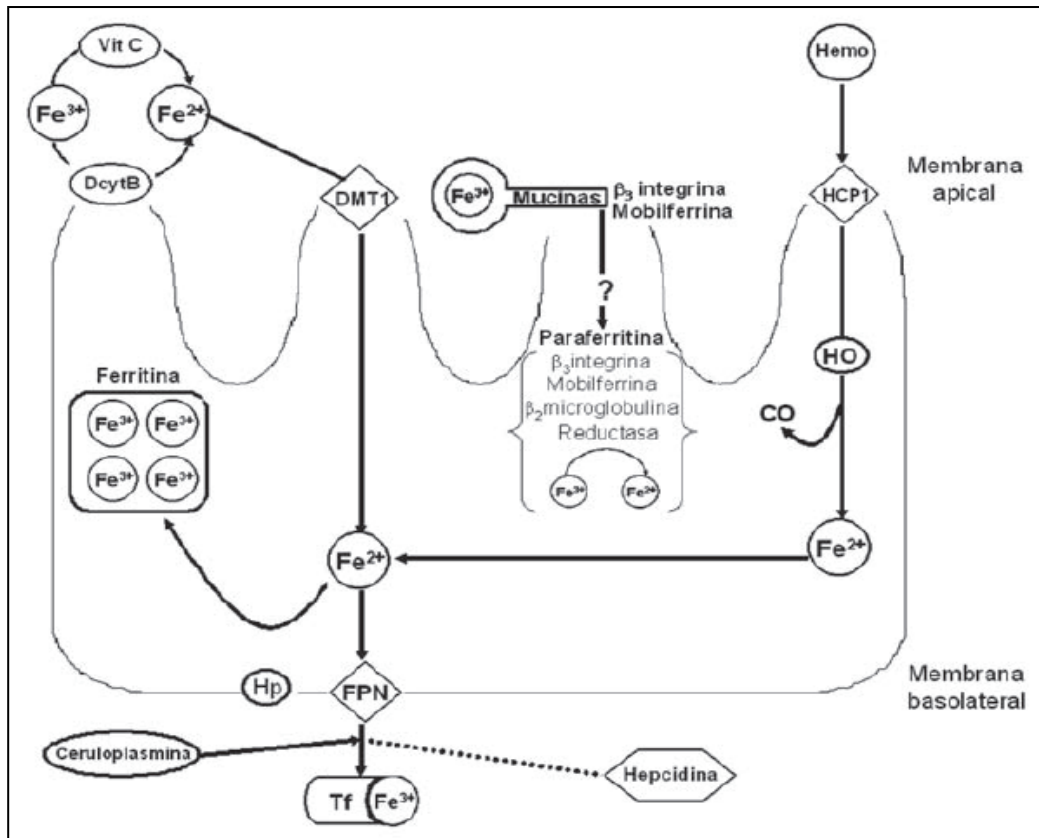 Vit C
Hemo
Fe³⁺
Fe²⁺
DcytB
DMT1
Fe³⁺
Mucinas
β₃ integrina
Mobilferrina
HCP1
Membrana
apical
?
Paraferritina
β₃integrina
Mobilferrina
β₂microglobulina
Reductasa
Fe³⁺
Fe²⁺
HO
CO
Ferritina
Fe³⁺
Fe³⁺
Fe³⁺
Fe³⁺
Fe²⁺
Fe²⁺
Hp
FPN
Membrana
basolateral
Ceruloplasmina
Hepcidina
Tf
Fe³⁺